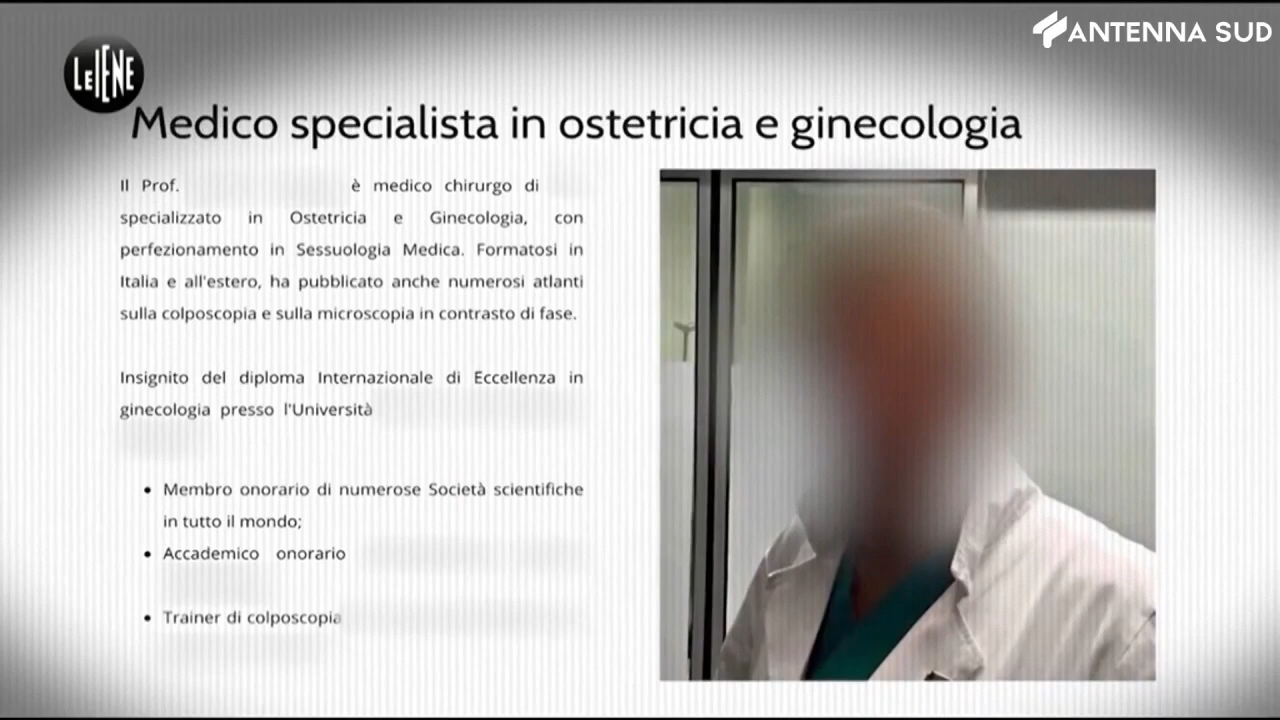 LE IENE
ANTENNA SUD
Medico specialista in ostetricia e ginecologia
Il Prof. è medico chirurgo di
specializzato in Ostetricia e Ginecologia, con
perfezionamento in Sessuologia Medica. Formatosi in
Italia e all'estero, ha pubblicato anche numerosi atlanti
sulla colposcopia e sulla microscopia in contrasto di fase.
Insignito del diploma Internazionale di Eccellenza in
ginecologia presso l'Università
• Membro onorario di numerose Società scientifiche
in tutto il mondo;
• Accademico onorario
• Trainer di colposcopia